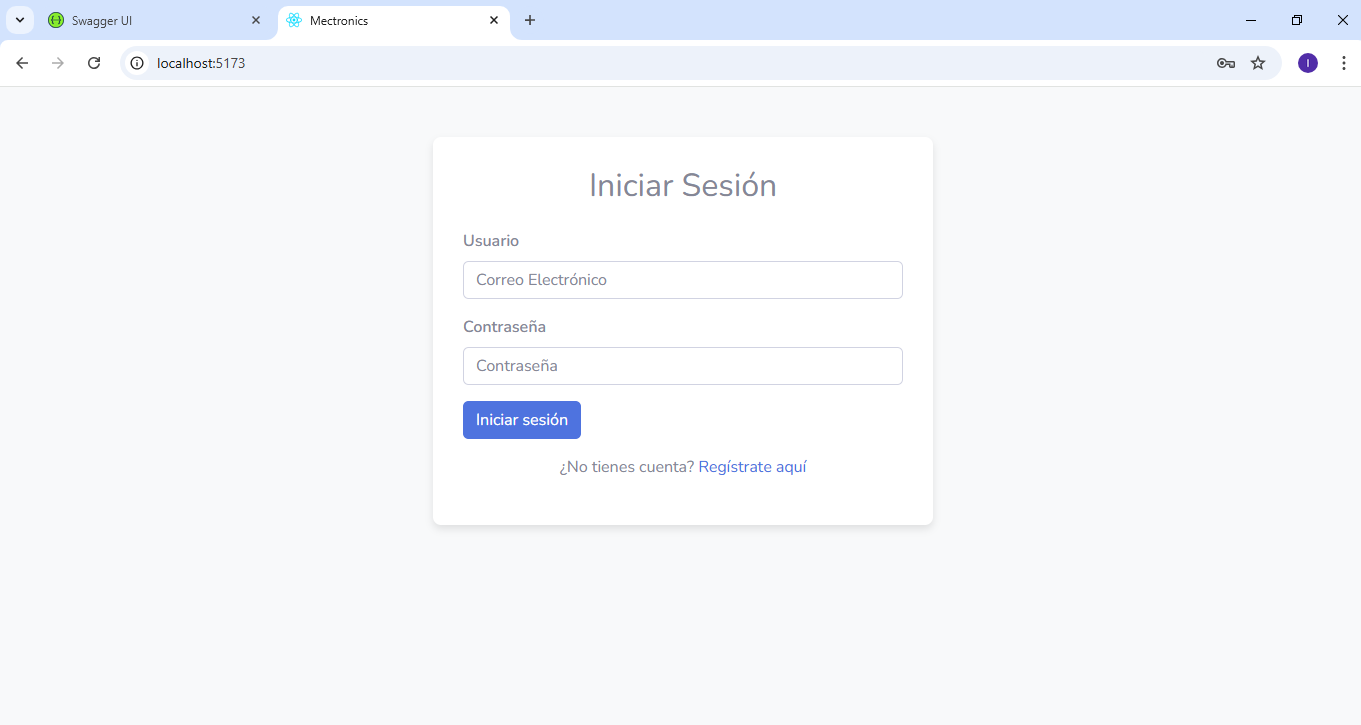 Swagger UI
Mectronics
localhost:5173
I
Iniciar Sesión
Usuario
Correo Electrónico
Contraseña
Contraseña
Iniciar sesión
¿No tienes cuenta? Regístrate aquí